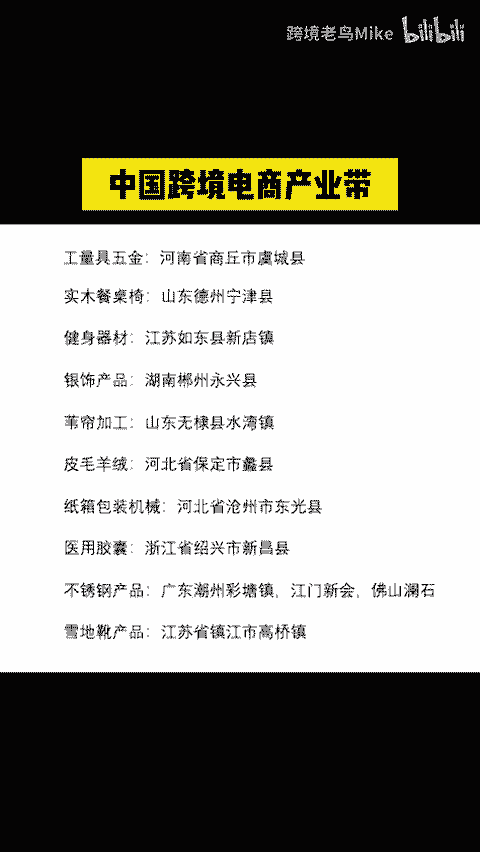 跨境老鸟Mike bilibili
中国跨境电商产业带
工量具五金：河南省商丘市虞城县
实木餐桌椅：山东德州宁津县
健身器材：江苏如东县新店镇
银饰产品：湖南郴州永兴县
苇帘加工：山东无棣县水湾镇
皮毛羊绒：河北省保定市蠡县
纸箱包装机械：河北省沧州市东光县
医用胶囊：浙江省绍兴市新昌县
不锈钢产品：广东潮州彩塘镇，江门新会，佛山澜石
雪地靴产品：江苏省镇江市高桥镇